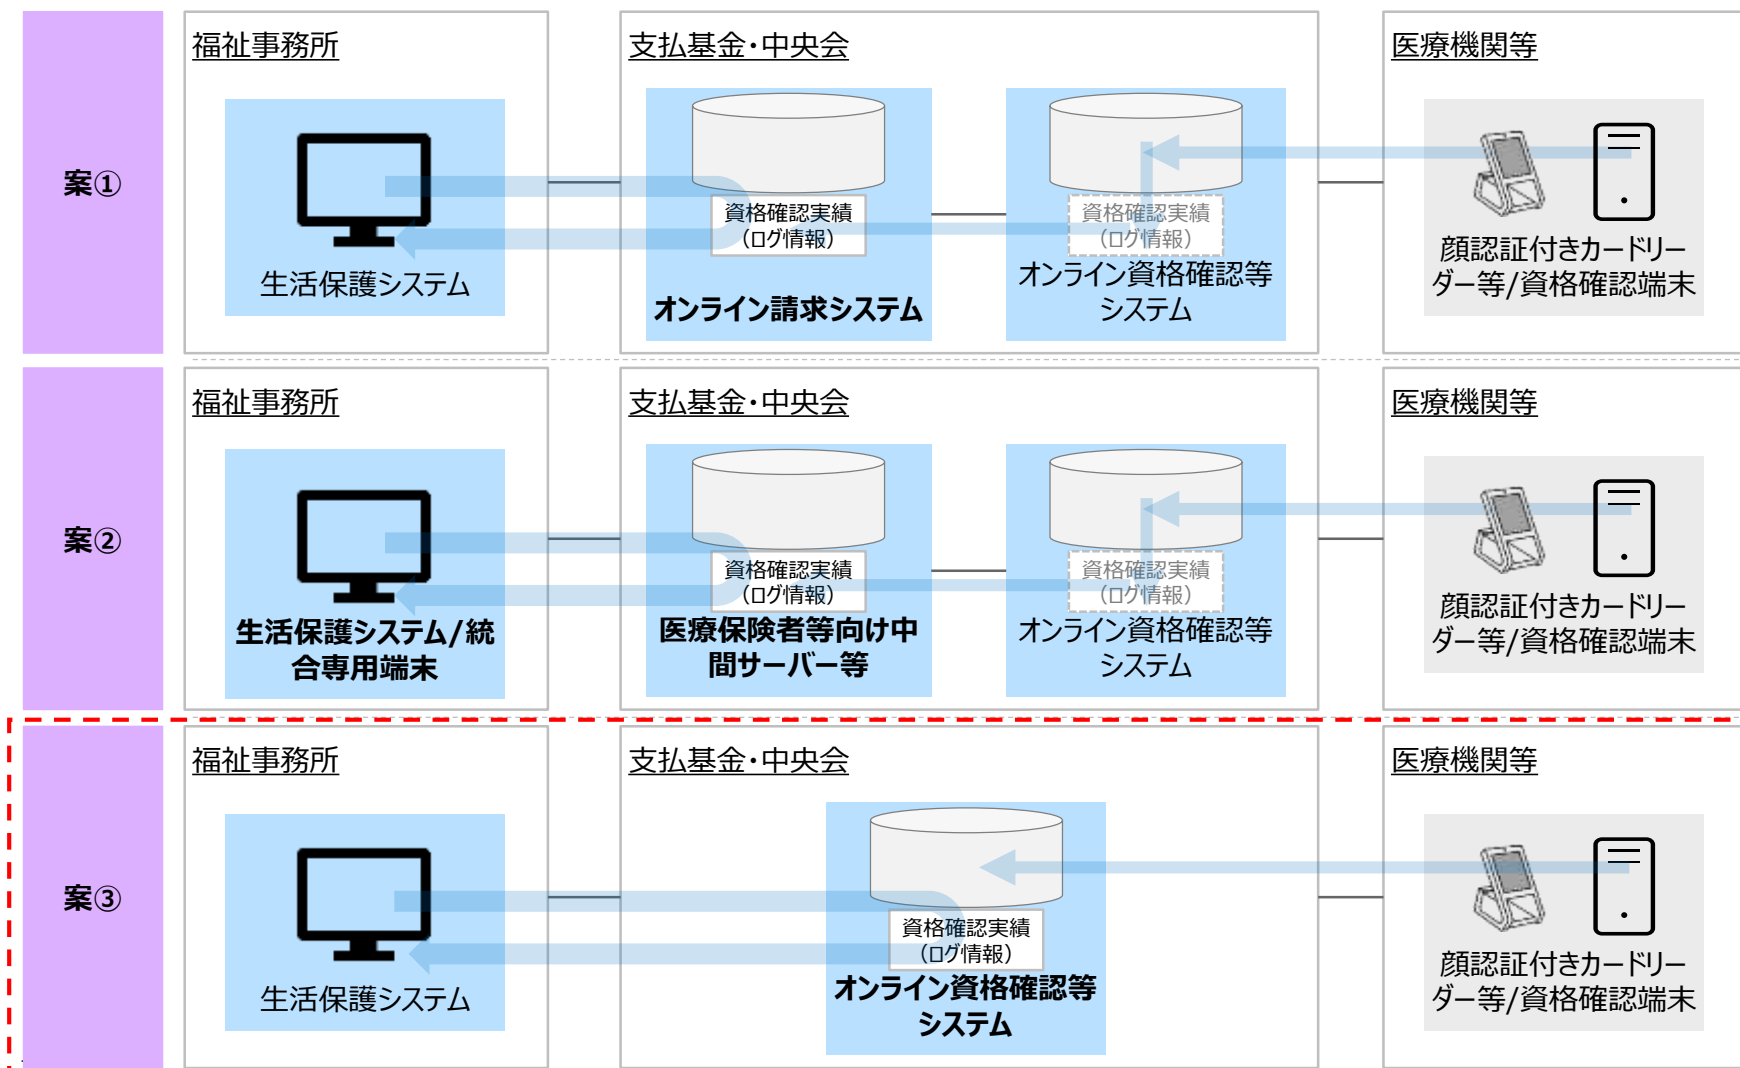 案①
福祉事務所
生活保護システム
支払基金・中央会
資格確認実績
（ログ情報）
オンライン請求システム
資格確認実績
（ログ情報）
オンライン資格確認等
システム
医療機関等
顔認証付きカードリー
ダー等/資格確認端末
案②
福祉事務所
生活保護システム/統
合専用端末
支払基金・中央会
資格確認実績
（ログ情報）
医療保険者等向け中
間サーバー等
資格確認実績
（ログ情報）
オンライン資格確認等
システム
医療機関等
顔認証付きカードリー
ダー等/資格確認端末
案③
福祉事務所
生活保護システム
支払基金・中央会
資格確認実績
（ログ情報）
オンライン資格確認等
システム
医療機関等
顔認証付きカードリー
ダー等/資格確認端末